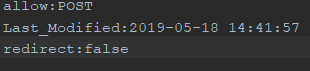 allow:POST
Last_Modified:2019-05-18 14:41:57
redirect:false